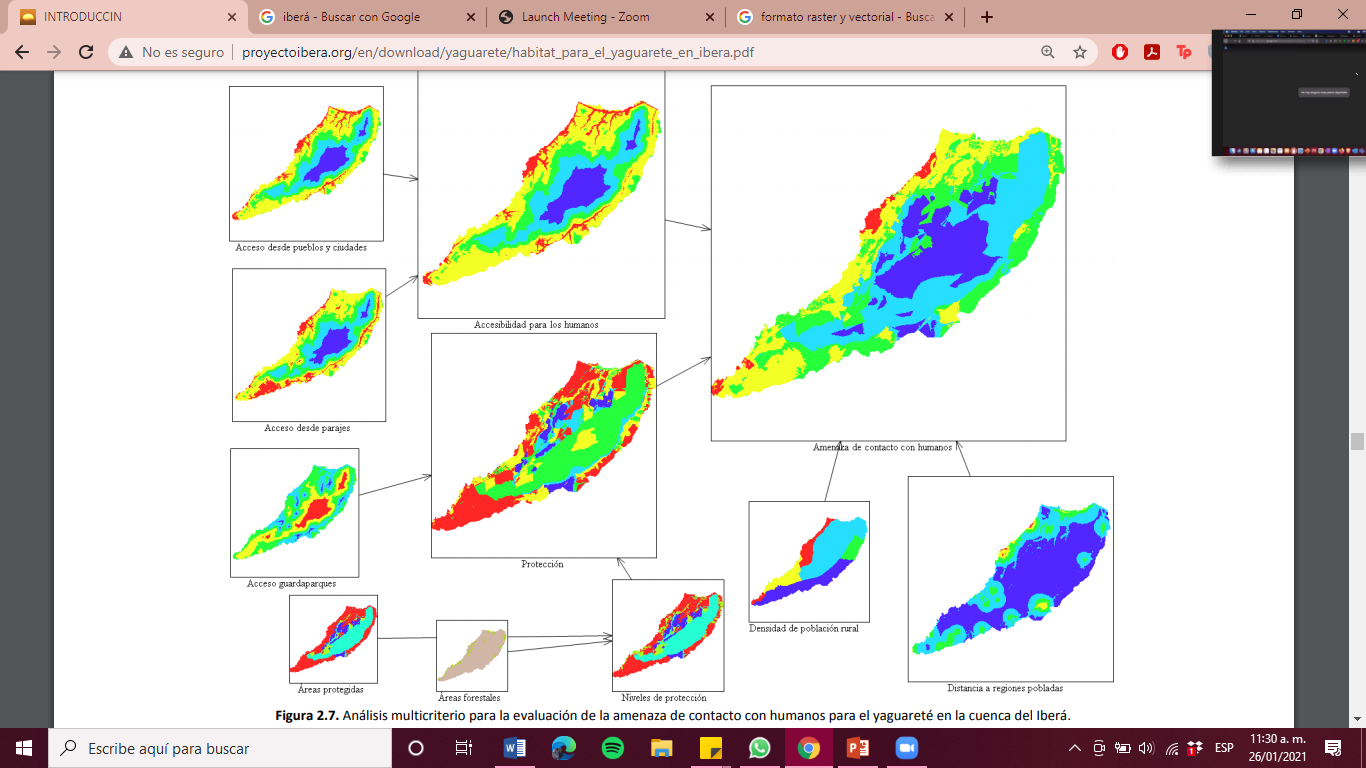 INTRODUCCIN
iberá - Buscar con Google
Launch Meeting - Zoom
formato raster y vectorial - Busca
No es seguro
proyectoibera.org/en/download/yaguarete/habitat_para_el_yaguarete_en_ibera.pdf
Acceso desde pueblos y ciudades
Accesibilidad para los humanos
Acceso desde parajes
Amenaza de contacto con humanos
Protección
Acceso guardaparques
Densidad de población rural
Áreas protegidas
Áreas forestales
Niveles de protección
Distancia a regiones pobladas
Figura 2.7. Análisis multicriterio para la evaluación de la amenaza de contacto con humanos para el yaguareté en la cuenca del Iberá.
Escribe aquí para buscar
ESP
11:30 a. m.
26/01/2021